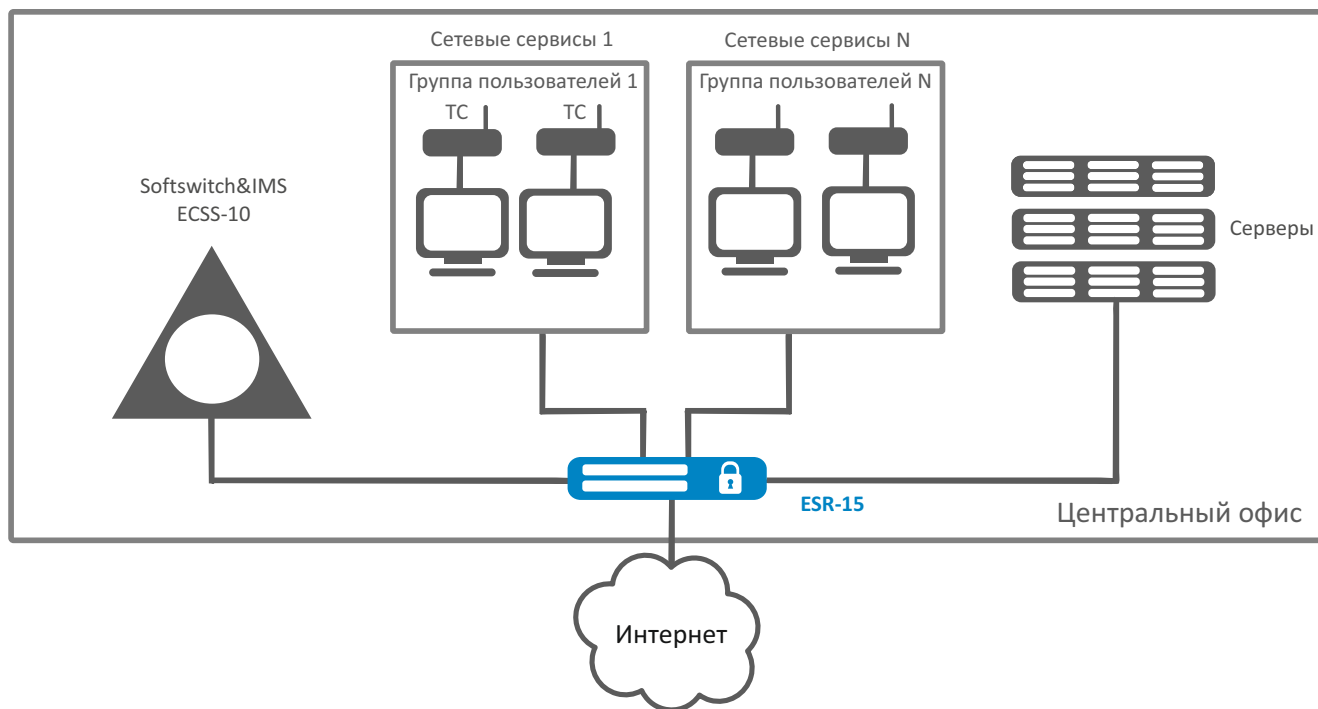 Сетевые сервисы 1
Сетевые сервисы N
Группа пользователей 1
Группа пользователей N
ТС
ТС
Softswitch&IMS
ECSS-10
Серверы
ESR-15
Центральный офис
Интернет